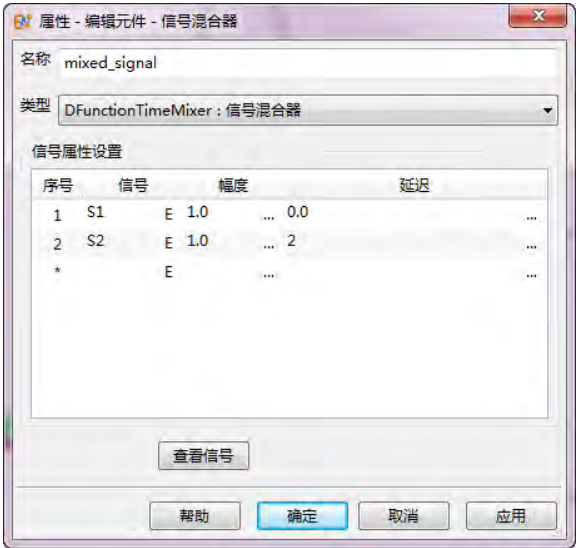 属性 - 编辑元件 - 信号混合器
名称 mixed_signal
类型 DFunctionTimeMixer : 信号混合器
信号属性设置
序号 信号 幅度 延迟
1 S1 E 1.0 ... 0.0 ...
2 S2 E 1.0 ... 2 ...
* E ... ...
查看信号
帮助 确定 取消 应用